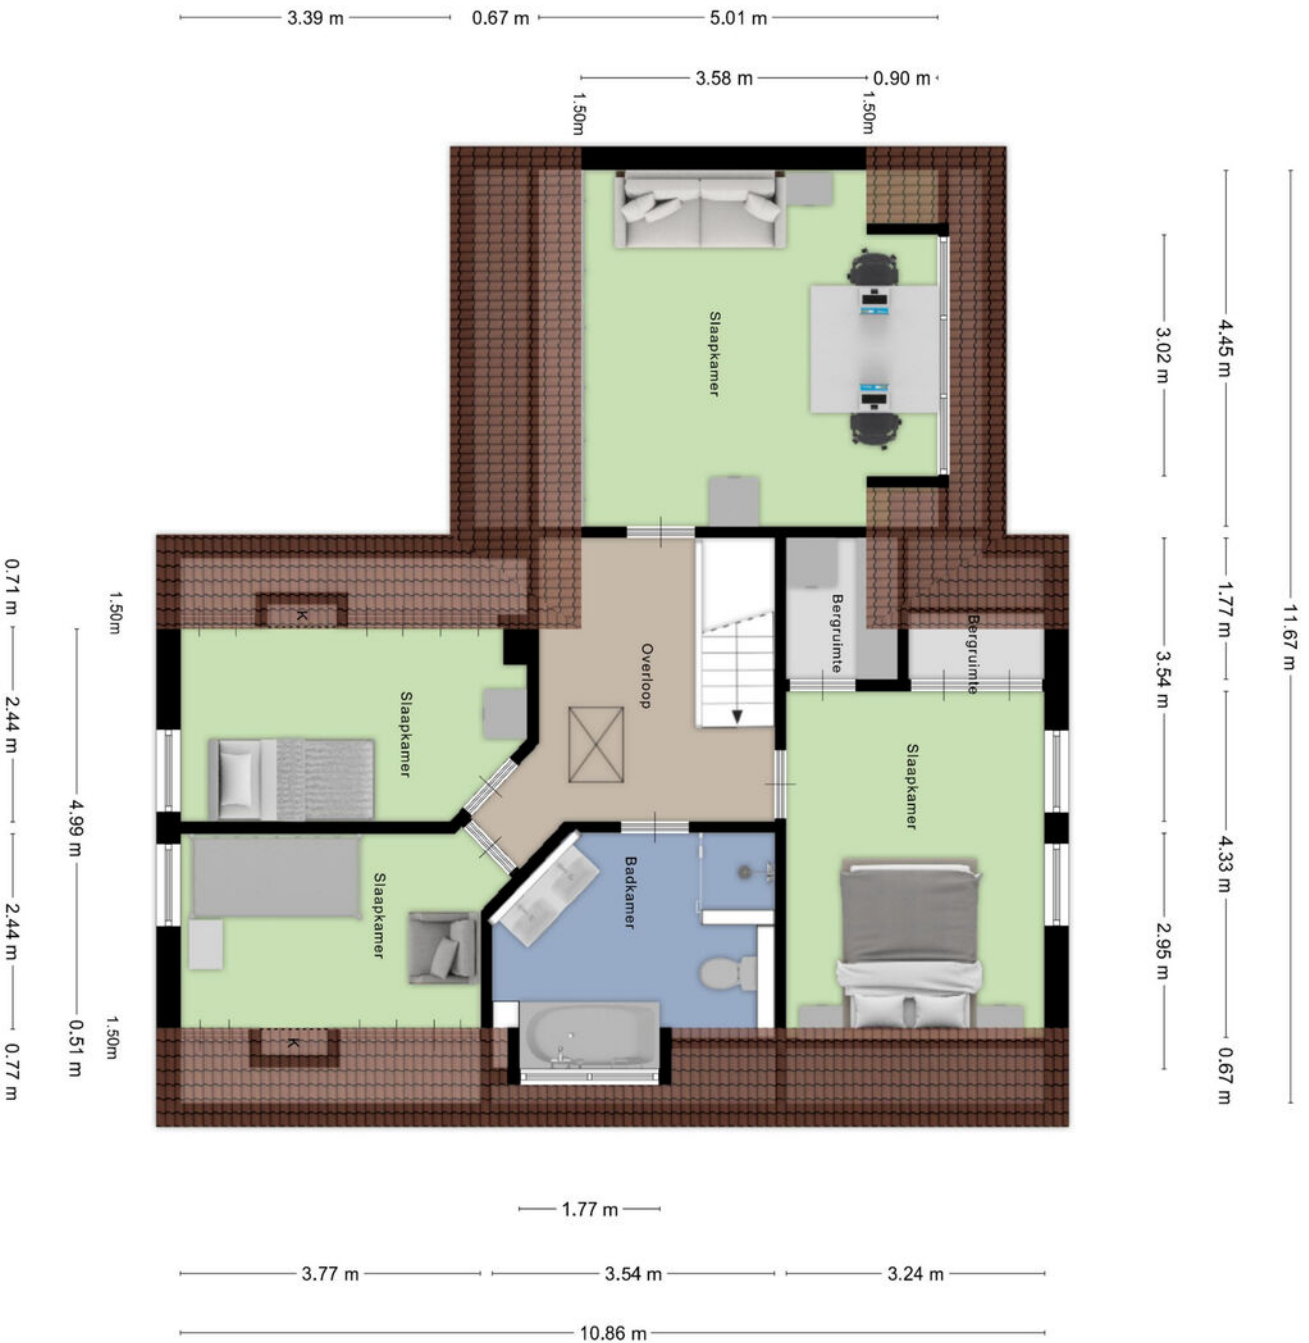 3.39 m
0.67 m
5.01 m
3.58 m
0.90 m
1.50m
1.50m
Slaapkamer
3.02 m
4.45 m
11.67 m
1.77 m
3.54 m
0.71 m
1.50m
K
Overloop
Bergruimte
Bergruimte
2.44 m
Slaapkamer
Slaapkamer
4.99 m
4.33 m
2.44 m
Slaapkamer
Badkamer
2.95 m
1.50m
0.51 m
0.77 m
K
0.67 m
1.77 m
3.77 m
3.54 m
3.24 m
10.86 m